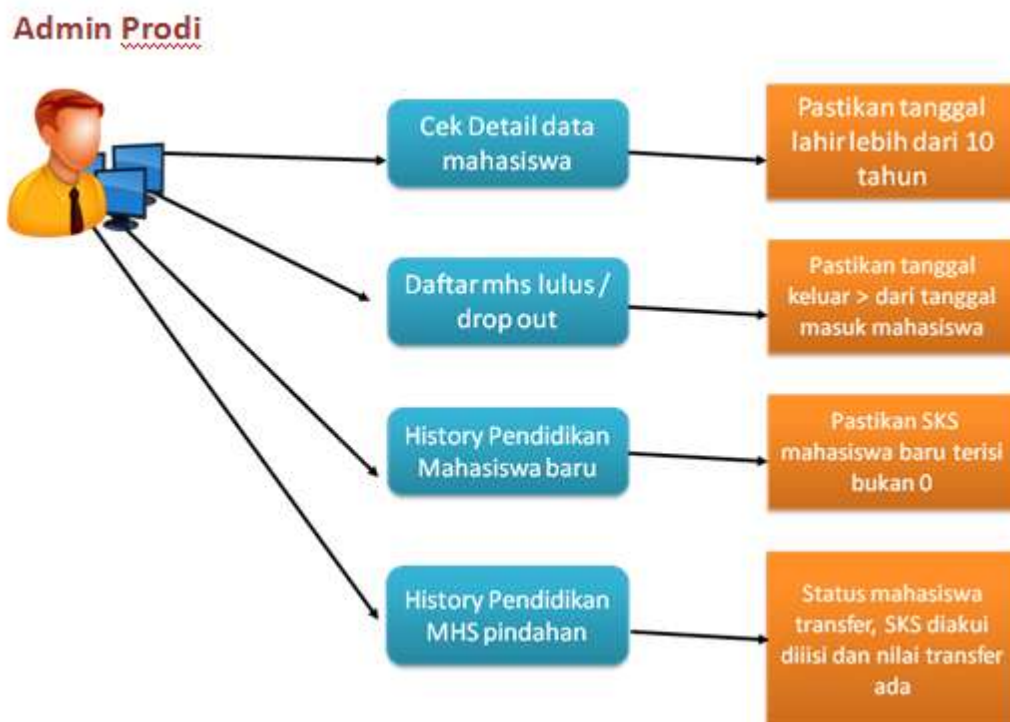 Admin Prodi
Cek Detail data
mahasiswa
Pastikan tanggal
lahir lebih dari 10
tahun
Daftar mhs lulus /
drop out
Pastikan tanggal
keluar > dari tanggal
masuk mahasiswa
History Pendidikan
Mahasiswa baru
Pastikan SKS
mahasiswa baru terisi
bukan 0
History Pendidikan
MHS pindahan
Status mahasiswa
transfer, SKS diakui
diiisi dan nilai transfer
ada